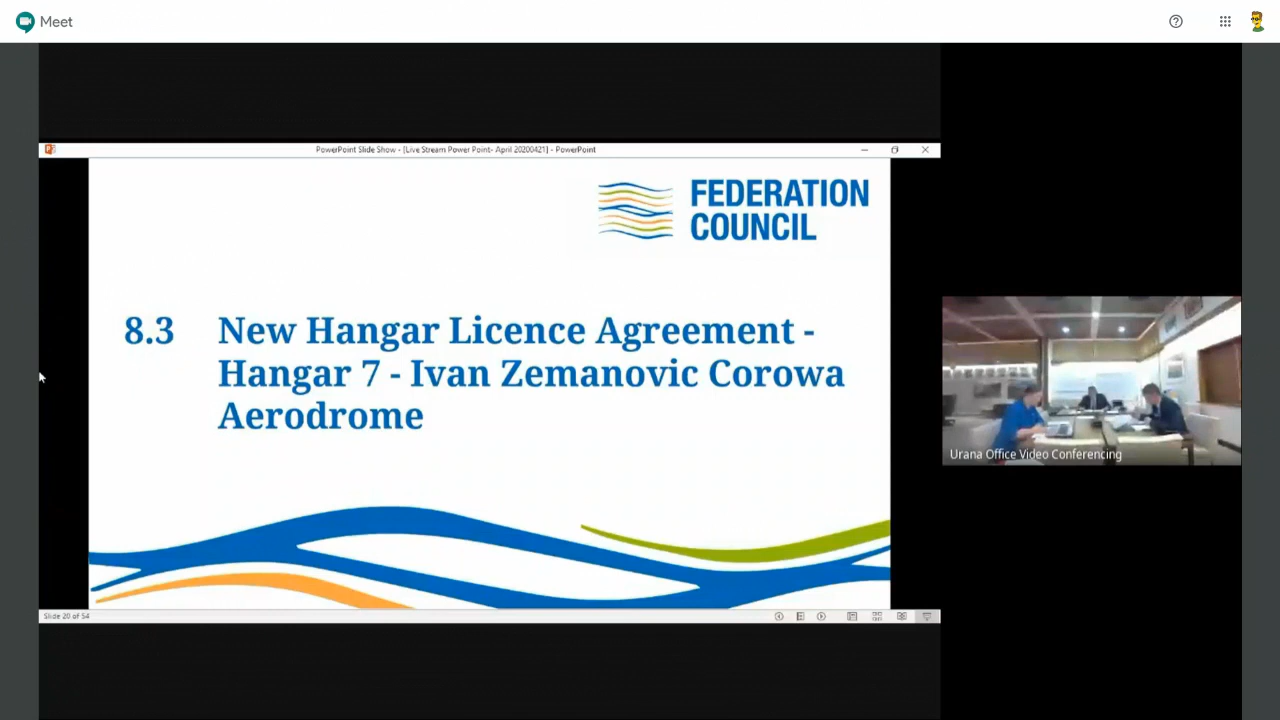 Meet
PowerPoint Slide Show - [Live Stream Power Point- April 20200421] - PowerPoint
FEDERATION
COUNCIL
8.3 New Hangar Licence Agreement -
Hangar 7 - Ivan Zemanovic Corowa
Aerodrome
Urana Office Video Conferencing
Slide 20 of 54